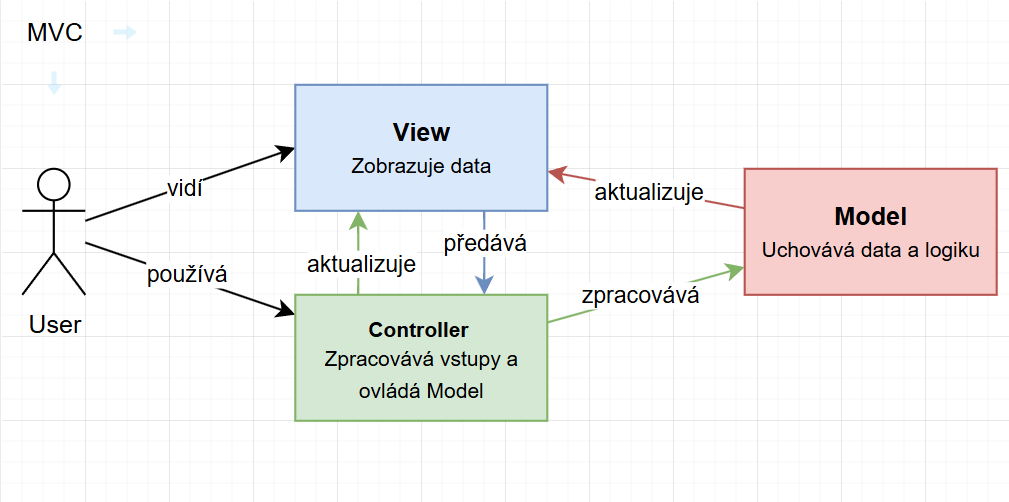 MVC
View
Zobrazuje data
vidí
aktualizuje
Model
Uchovává data a logiku
předává
aktualizuje
používá
zpracovává
User
Controller
Zpracovává vstupy a
ovládá Model